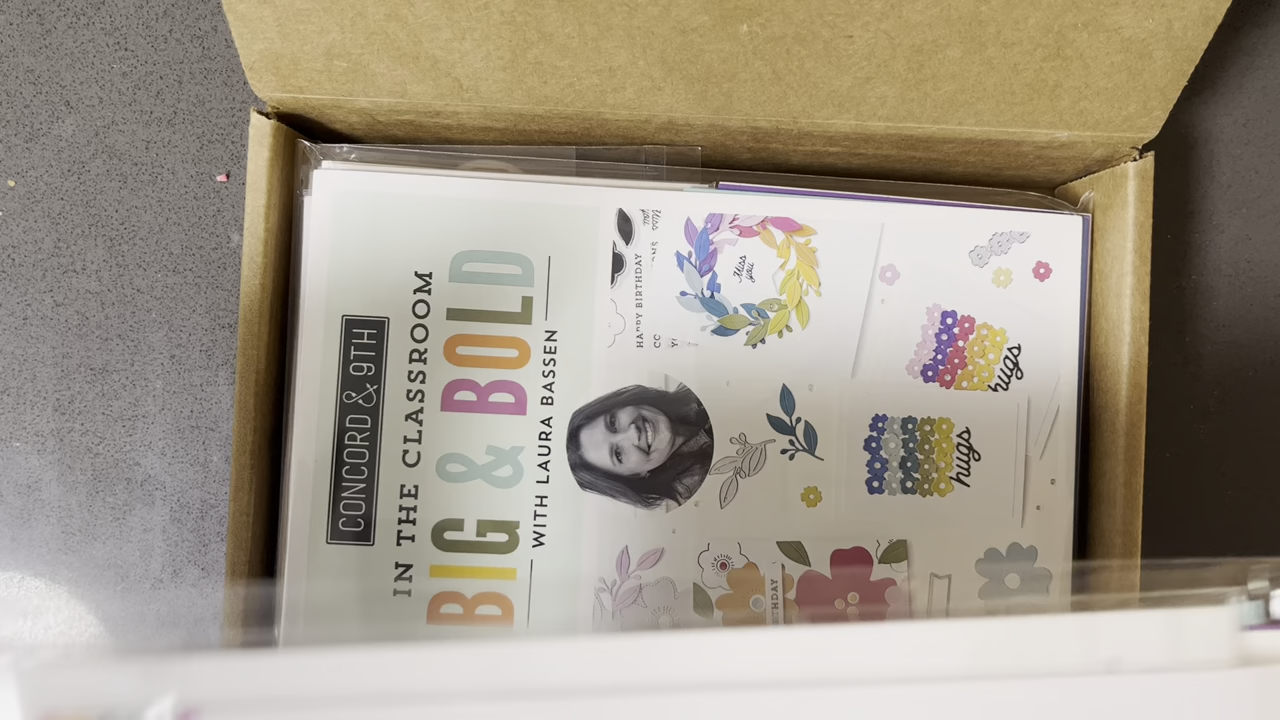 CONCORD & 9TH
IN THE CLASSROOM
BIG & BOLD
WITH LAURA BASSEN
HAPPY BIRTHDAY
Miss
you
hugs
hugs